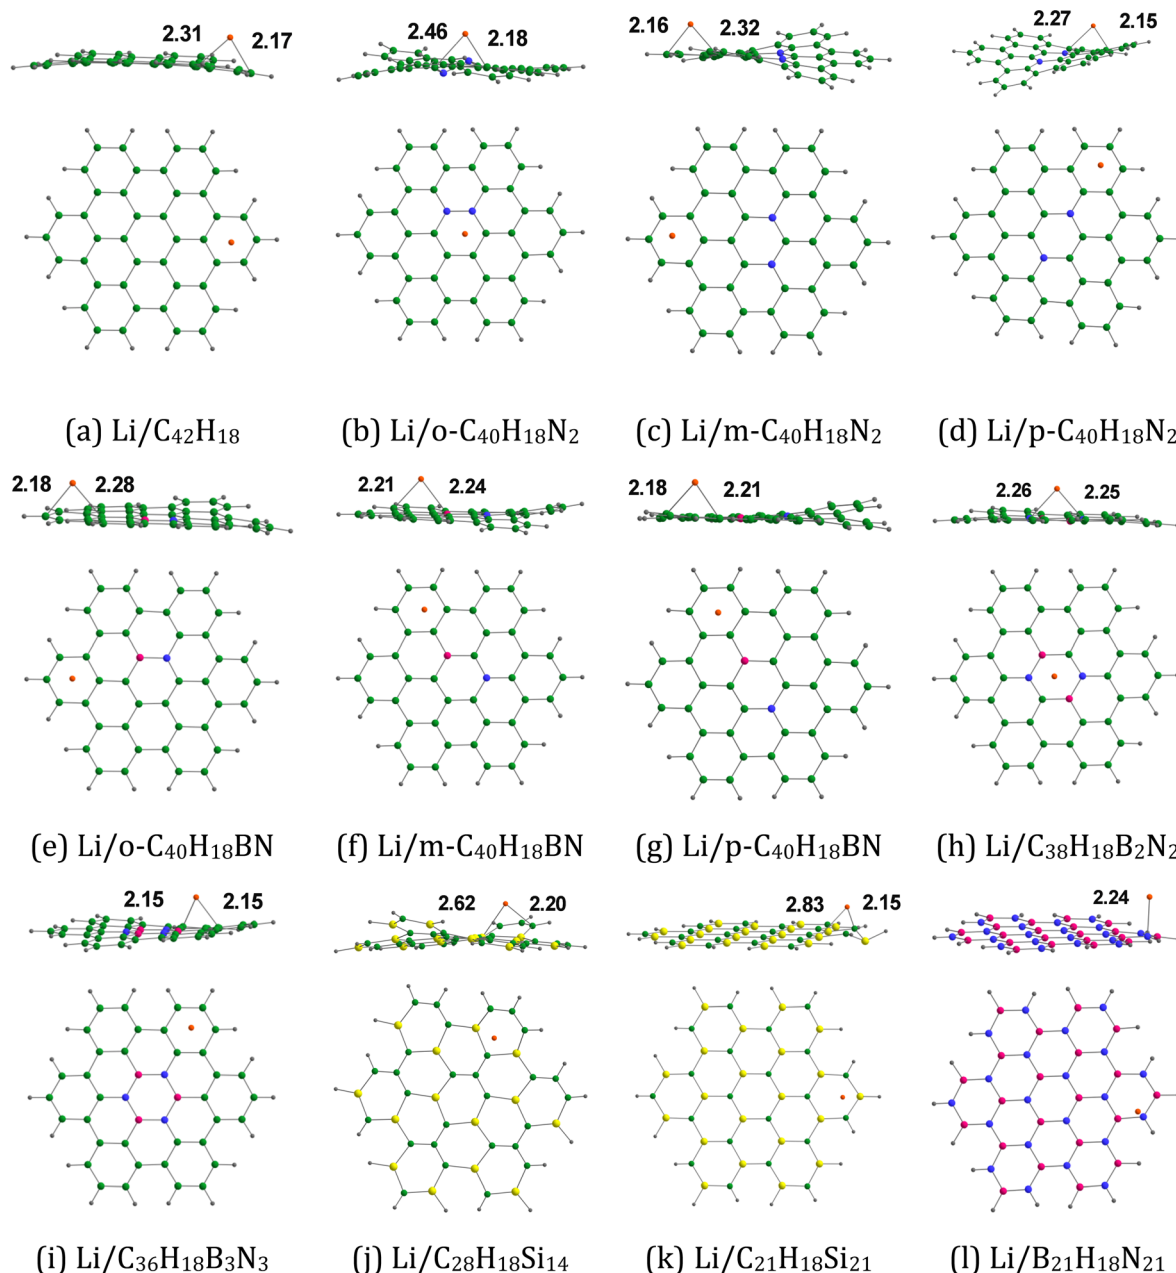 2.31 2.17 2.46 2.18 2.16 2.32 2.27 2.15
(a) Li/C₄₂H₁₈ (b) Li/o-C₄₀H₁₈N₂ (c) Li/m-C₄₀H₁₈N₂ (d) Li/p-C₄₀H₁₈N₂
2.18 2.28 2.21 2.24 2.18 2.21 2.26 2.25
(e) Li/o-C₄₀H₁₈BN (f) Li/m-C₄₀H₁₈BN (g) Li/p-C₄₀H₁₈BN (h) Li/C₃₈H₁₈B₂N₂
2.15 2.15 2.62 2.20 2.83 2.15 2.24
(i) Li/C₃₆H₁₈B₃N₃ (j) Li/C₂₈H₁₈Si₁₄ (k) Li/C₂₁H₁₈Si₂₁ (l) Li/B₂₁H₁₈N₂₁